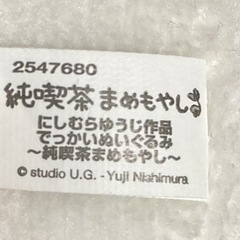 2547680
純喫茶まめもやし
にしむらゆうじ作品
でっかいぬいぐるみ
~純喫茶まめもやし~
© studio U.G. -Yuji Nishimura